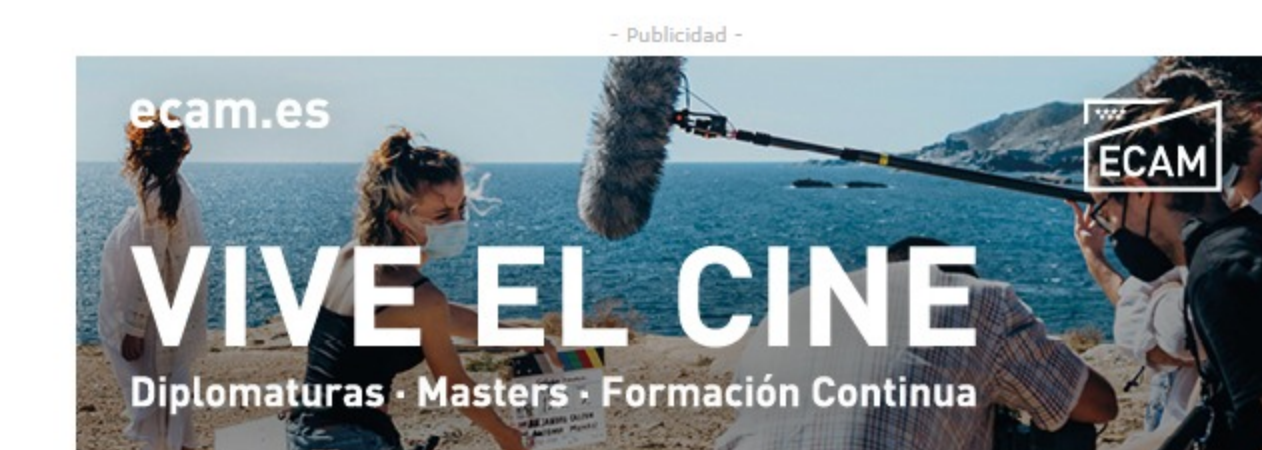 - Publicidad -
ecam.es
ECAM
VIVE EL CINE
Diplomaturas · Masters · Formación Continua